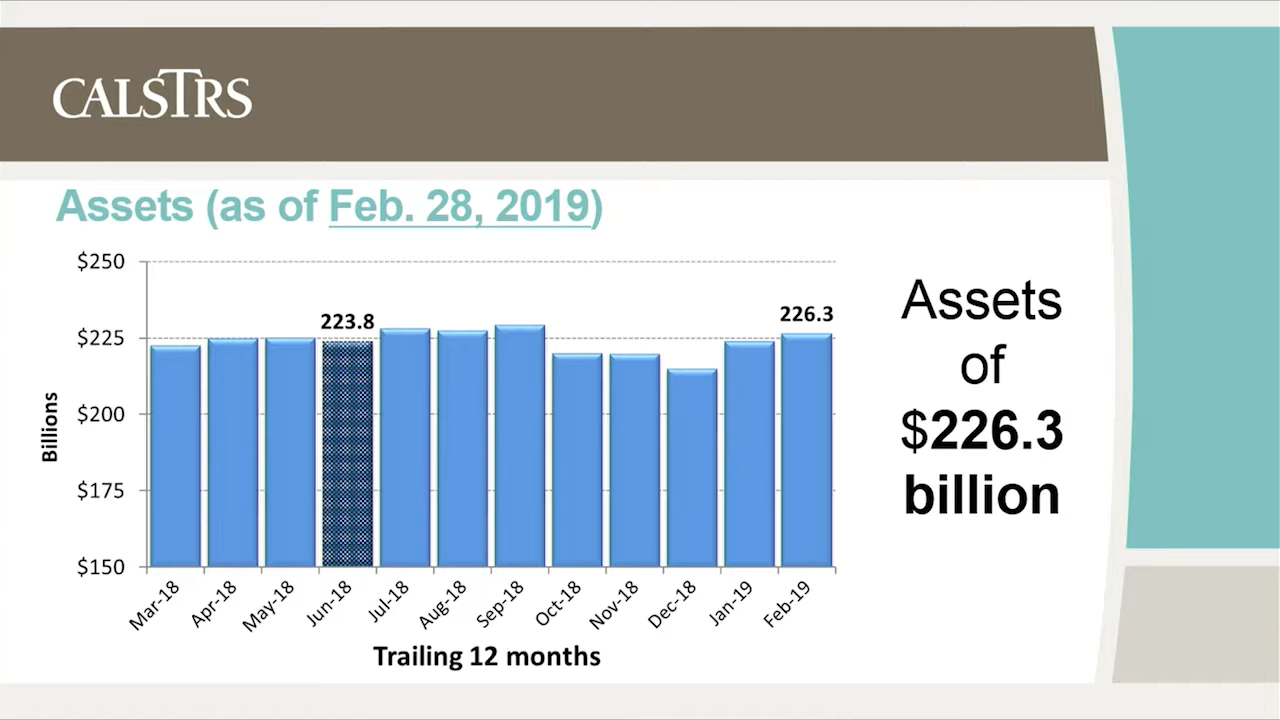 CALSTRS
Assets (as of Feb. 28, 2019)
$250
$225
$200
$175
$150
Billions
223.8
226.3
Mar-18
Apr-18
May-18
Jun-18
Jul-18
Aug-18
Sep-18
Oct-18
Nov-18
Dec-18
Jan-19
Feb-19
Trailing 12 months
Assets
of
$226.3
billion